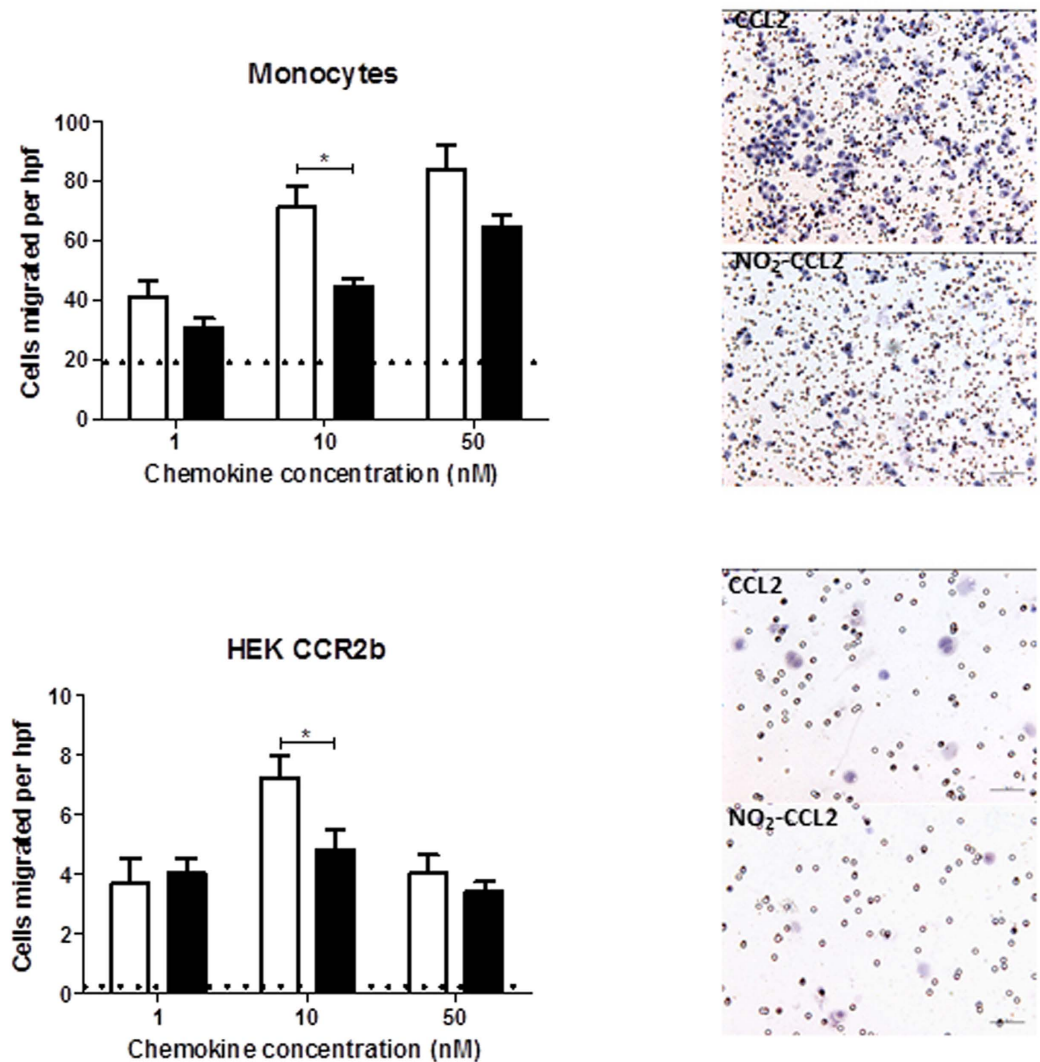 Monocytes
Cells migrated per hpf
100
80
60
40
20
0
*
1
10
50
Chemokine concentration (nM)
CCL2
NO₂-CCL2
HEK CCR2b
Cells migrated per hpf
10
8
6
4
2
0
*
1
10
50
Chemokine concentration (nM)
CCL2
NO₂-CCL2